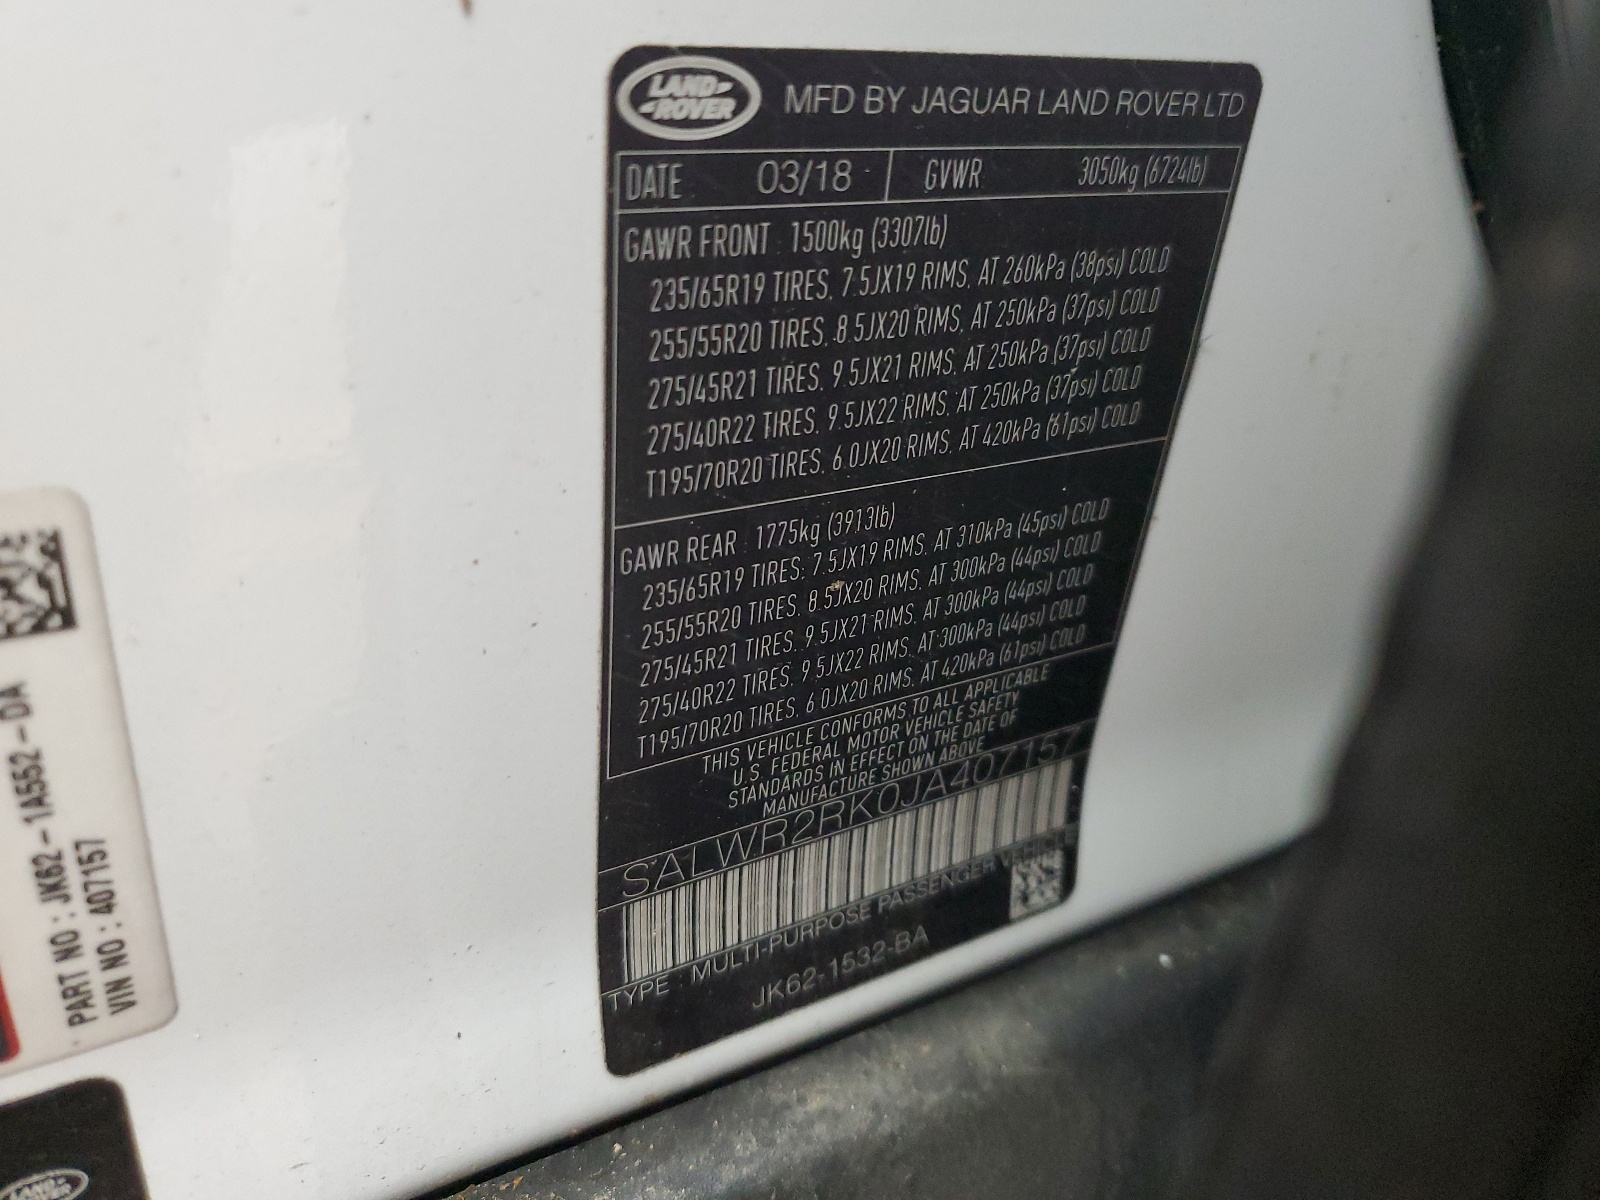 LAND
ROVER
MFD BY JAGUAR LAND ROVER LTD
DATE 03/18 GVWR 3050kg (6724lb)
GAWR FRONT : 1500kg (3307lb)
235/65R19 TIRES, 7.5JX19 RIMS, AT 260kPa (38psi) COLD
255/55R20 TIRES, 8.5JX20 RIMS, AT 250kPa (37psi) COLD
275/45R21 TIRES, 9.5JX21 RIMS, AT 250kPa (37psi) COLD
275/40R22 TIRES, 9.5JX22 RIMS, AT 250kPa (37psi) COLD
T195/70R20 TIRES, 6.0JX20 RIMS, AT 420kPa (61psi) COLD
GAWR REAR : 1775kg (3913lb)
235/65R19 TIRES, 7.5JX19 RIMS, AT 310kPa (45psi) COLD
255/55R20 TIRES, 8.5JX20 RIMS, AT 300kPa (44psi) COLD
275/45R21 TIRES, 9.5JX21 RIMS, AT 300kPa (44psi) COLD
275/40R22 TIRES, 9.5JX22 RIMS, AT 300kPa (44psi) COLD
T195/70R20 TIRES, 6.0JX20 RIMS, AT 420kPa (61psi) COLD
THIS VEHICLE CONFORMS TO ALL APPLICABLE
U.S. FEDERAL MOTOR VEHICLE SAFETY
STANDARDS IN EFFECT ON THE DATE OF
MANUFACTURE SHOWN ABOVE
SALWR2RK0JA407157
TYPE : MULTI-PURPOSE PASSENGER VEHICLE
JK62-1532-BA
PART NO : JK62-1A552-DA
VIN NO : 407157
LAND
ROVER